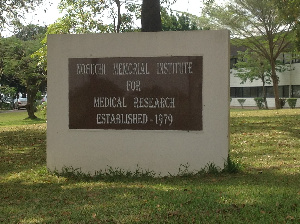 NOGUCHI MEMORIAL INSTITUTE
FOR
MEDICAL RESEARCH
ESTABLISHED - 1979